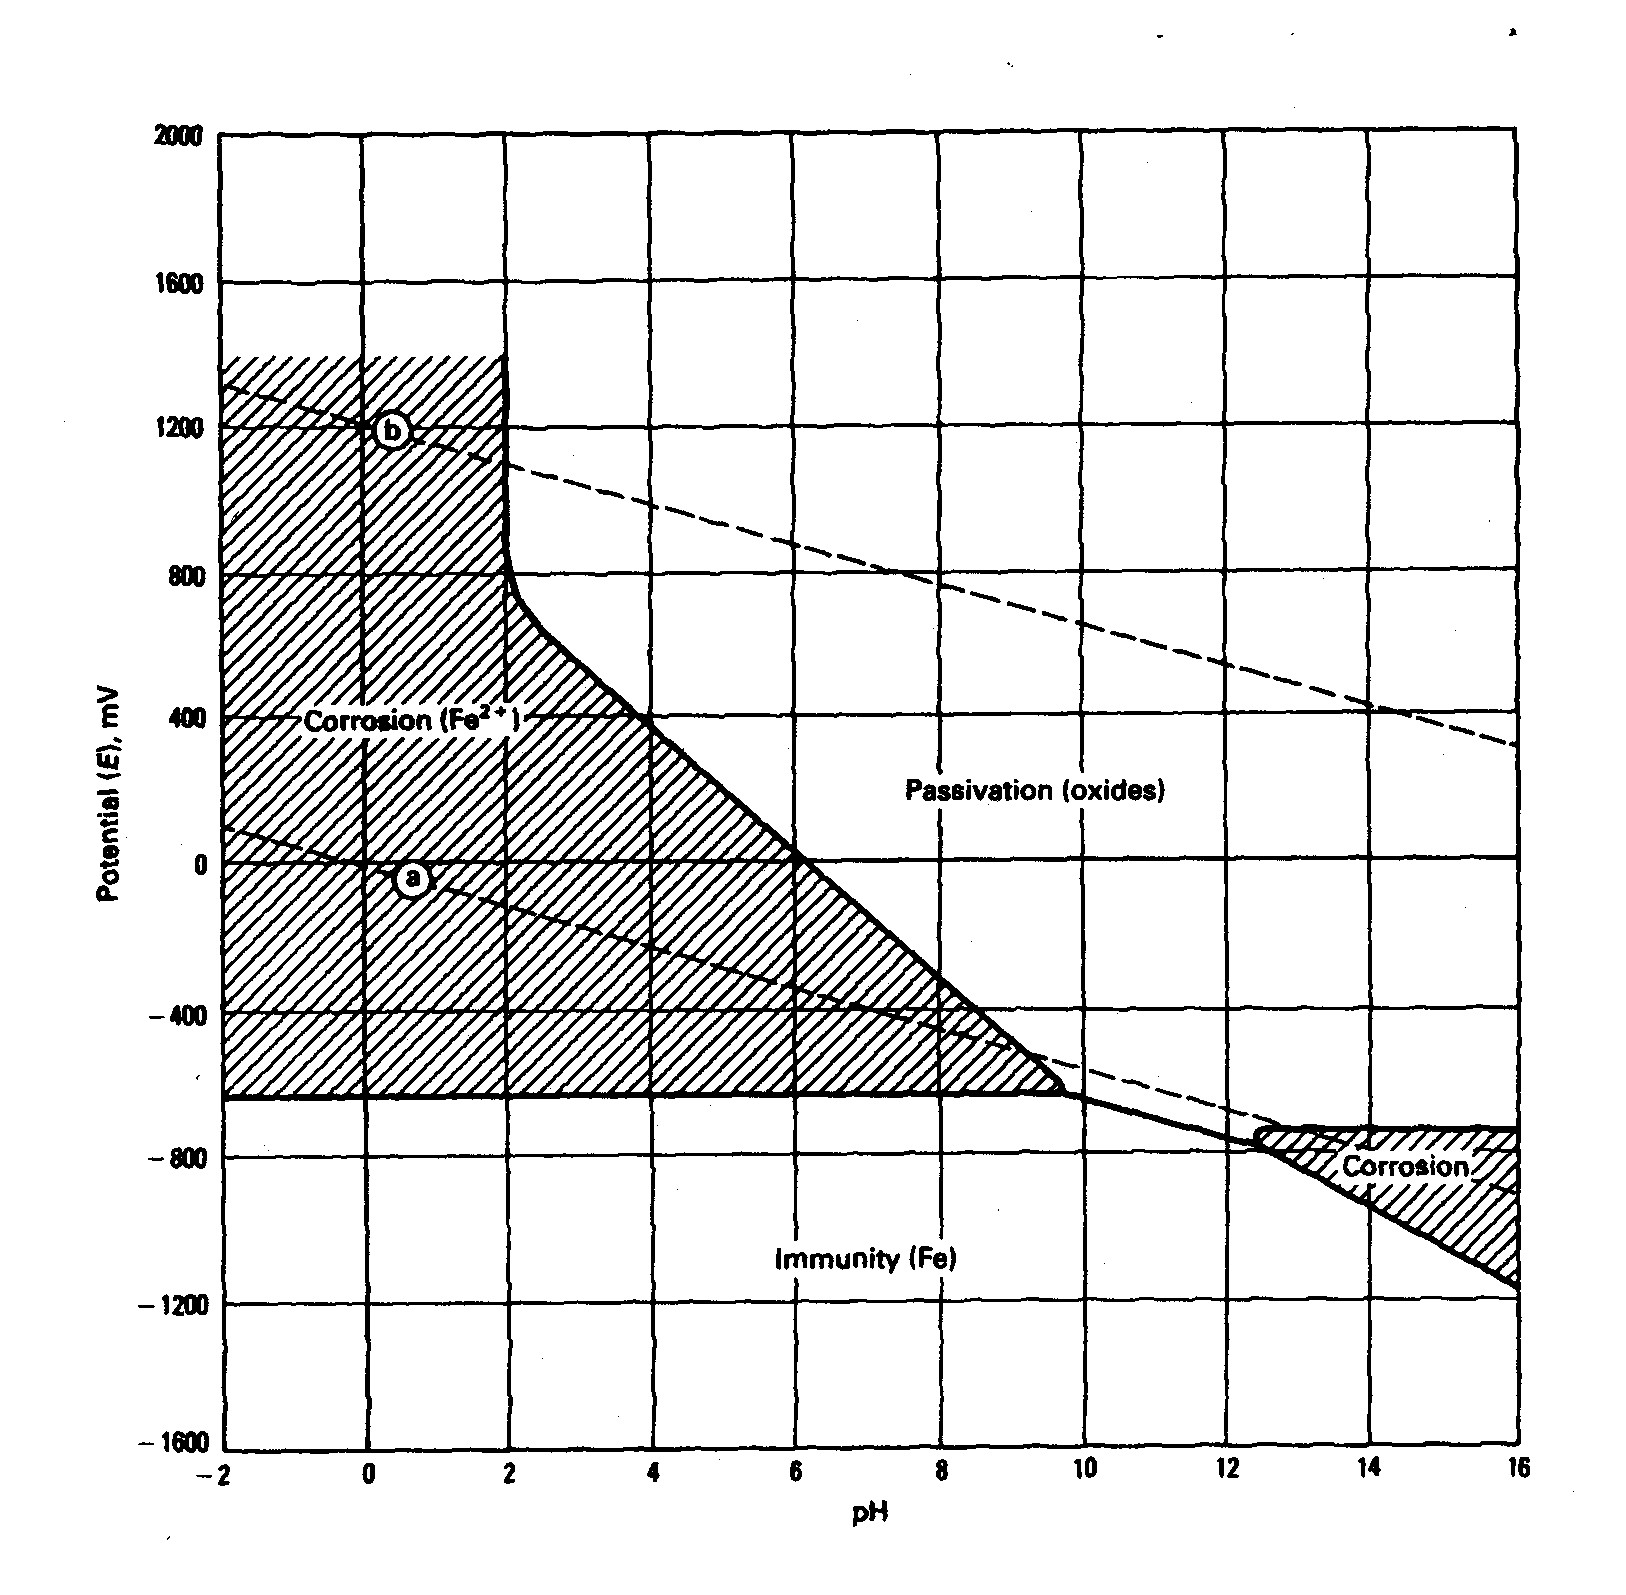 2000
1600
1200
b
800
Corrosion (Fe²⁺)
400
Passivation (oxides)
Potential (E), mV
0
a
−400
−800
Corrosion
Immunity (Fe)
−1200
−1600
−2 0 2 4 6 8 10 12 14 16
pH